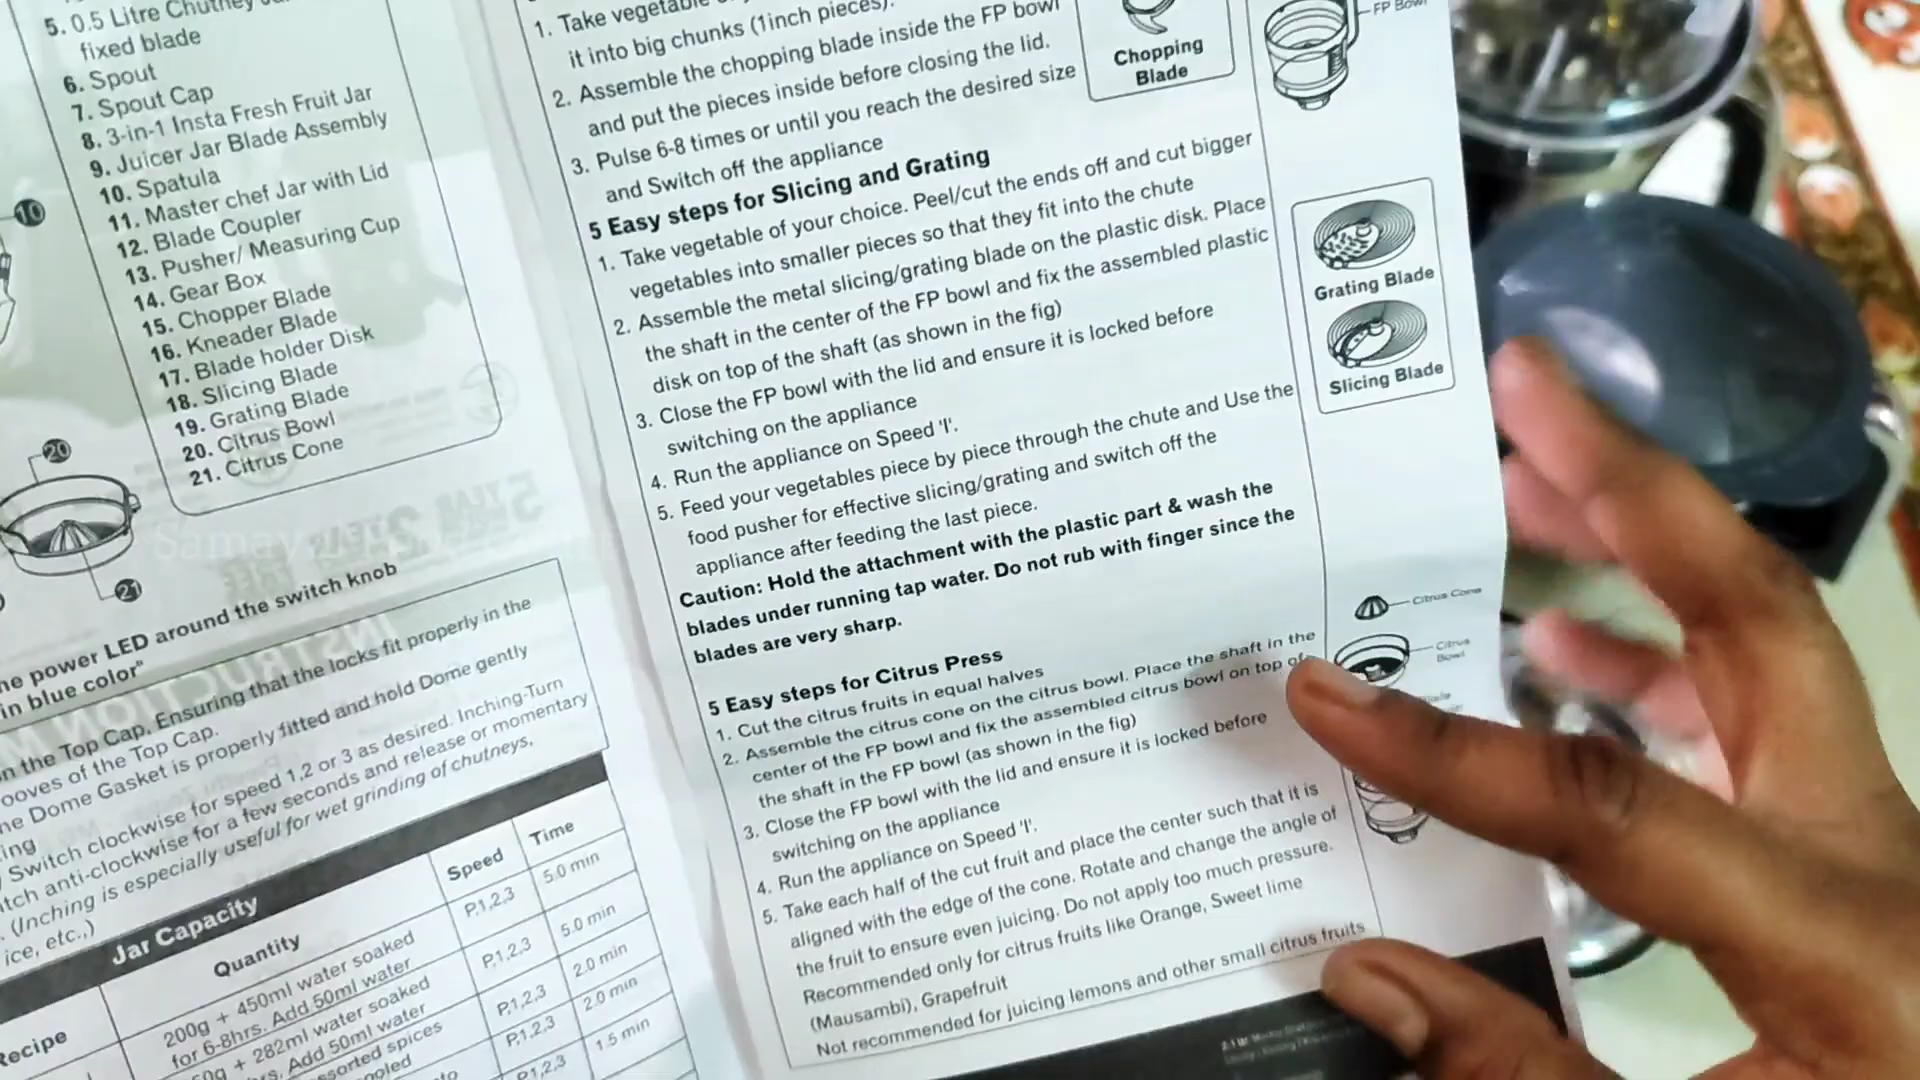 5. 0.5 Litre Chutney
fixed blade
6. Spout
7. Spout Cap
8. 3-in-1 Insta Fresh Fruit Jar
9. Juicer Jar Blade Assembly
10. Spatula
11. Master chef Jar with Lid
12. Blade Coupler
13. Pusher/ Measuring Cup
14. Gear Box
15. Chopper Blade
16. Kneader Blade
17. Blade holder Disk
18. Slicing Blade
19. Grating Blade
20. Citrus Bowl
21. Citrus Cone
10
20
21
power LED around the switch knob
in blue color"
the Top Cap. Ensuring that the locks fit properly in the
of the Top Cap.
Dome Gasket is properly fitted and hold Dome gently
Switch clockwise for speed 1,2 or 3 as desired. Inching-Turn
anti-clockwise for a few seconds and release or momentary
(Inching is especially useful for wet grinding of chutneys,
etc.,)
Jar Capacity
Recipe
Quantity
Speed
Time
200g + 450ml water soaked
for 6-8hrs. Add 50ml water
P,1,2,3
5.0 min
+ 282ml water soaked
Add 50ml water
P,1,2,3
5.0 min
spices
P,1,2,3
2.0 min
P,1,2,3
2.0 min
P,1,2,3
1.5 min
1. Take vegetable
it into big chunks (1inch pieces).
2. Assemble the chopping blade inside the FP bowl
and put the pieces inside before closing the lid.
3. Pulse 6-8 times or until you reach the desired size
and Switch off the appliance
Chopping
Blade
FP Bowl
5 Easy steps for Slicing and Grating
1. Take vegetable of your choice. Peel/cut the ends off and cut bigger
vegetables into smaller pieces so that they fit into the chute
2. Assemble the metal slicing/grating blade on the plastic disk. Place
the shaft in the center of the FP bowl and fix the assembled plastic
disk on top of the shaft (as shown in the fig)
3. Close the FP bowl with the lid and ensure it is locked before
switching on the appliance
4. Run the appliance on Speed 'I'.
5. Feed your vegetables piece by piece through the chute and Use the
food pusher for effective slicing/grating and switch off the
appliance after feeding the last piece.
Caution: Hold the attachment with the plastic part & wash the
blades under running tap water. Do not rub with finger since the
blades are very sharp.
Grating Blade
Slicing Blade
5 Easy steps for Citrus Press
1. Cut the citrus fruits in equal halves
2. Assemble the citrus cone on the citrus bowl. Place the shaft in the
center of the FP bowl and fix the assembled citrus bowl on top of
the shaft in the FP bowl (as shown in the fig)
3. Close the FP bowl with the lid and ensure it is locked before
switching on the appliance
4. Run the appliance on Speed 'I'.
5. Take each half of the cut fruit and place the center such that it is
aligned with the edge of the cone. Rotate and change the angle of
the fruit to ensure even juicing. Do not apply too much pressure.
Recommended only for citrus fruits like Orange, Sweet lime
(Mausambi), Grapefruit
Not recommended for juicing lemons and other small citrus fruits
Citrus Cone
Citrus
Bowl